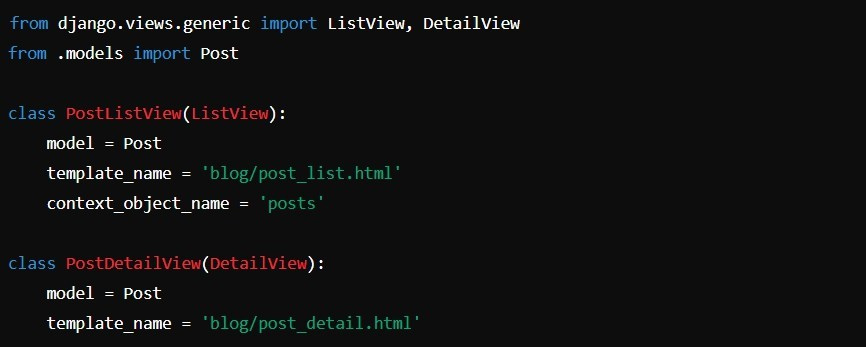 from django.views.generic import ListView, DetailView
from .models import Post
class PostListView(ListView):
    model = Post
    template_name = 'blog/post_list.html'
    context_object_name = 'posts'
class PostDetailView(DetailView):
    model = Post
    template_name = 'blog/post_detail.html'